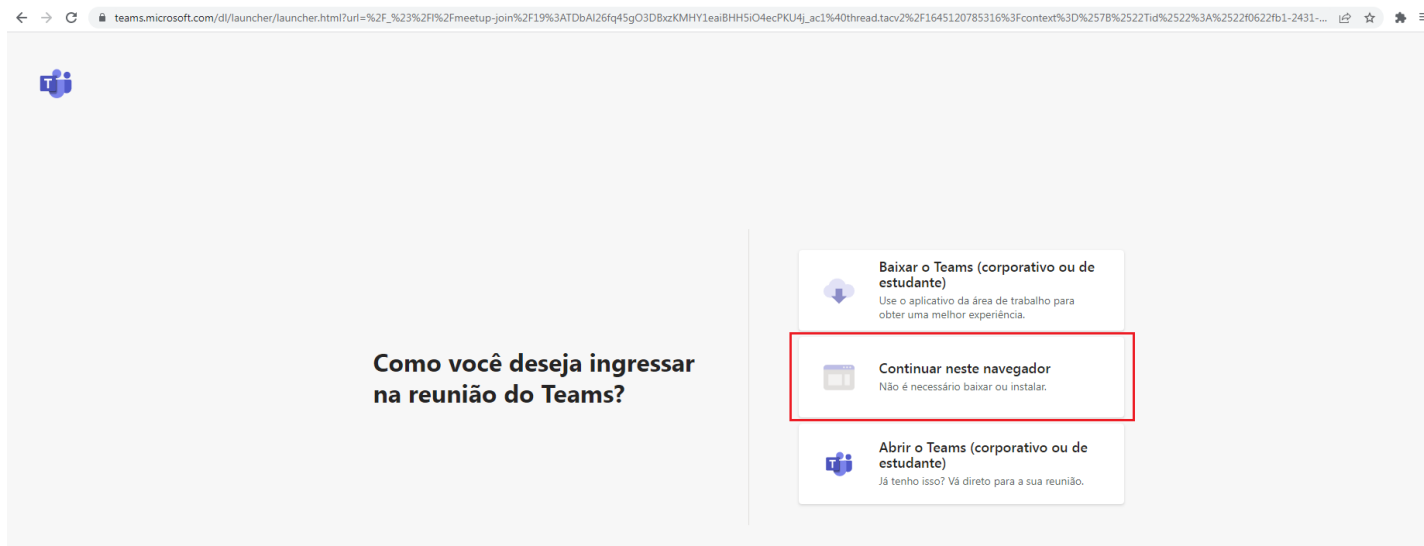 teams.microsoft.com/dl/launcher/launcher.html?url=%2F_%23%2Fl%2Fmeetup-join%2F19%3ATDbAl26fq45gO3DBxzKMHY1eaiBHH5iO4ecPKU4j_ac1%40thread.tacv2%2F1645120785316%3Fcontext%3D%257B%2522Tid%2522%3A%2522f0622fb1-2431-...
T
Como você deseja ingressar
na reunião do Teams?
Baixar o Teams (corporativo ou de
estudante)
Use o aplicativo da área de trabalho para
obter uma melhor experiência.
Continuar neste navegador
Não é necessário baixar ou instalar.
T
Abrir o Teams (corporativo ou de
estudante)
Já tenho isso? Vá direto para a sua reunião.